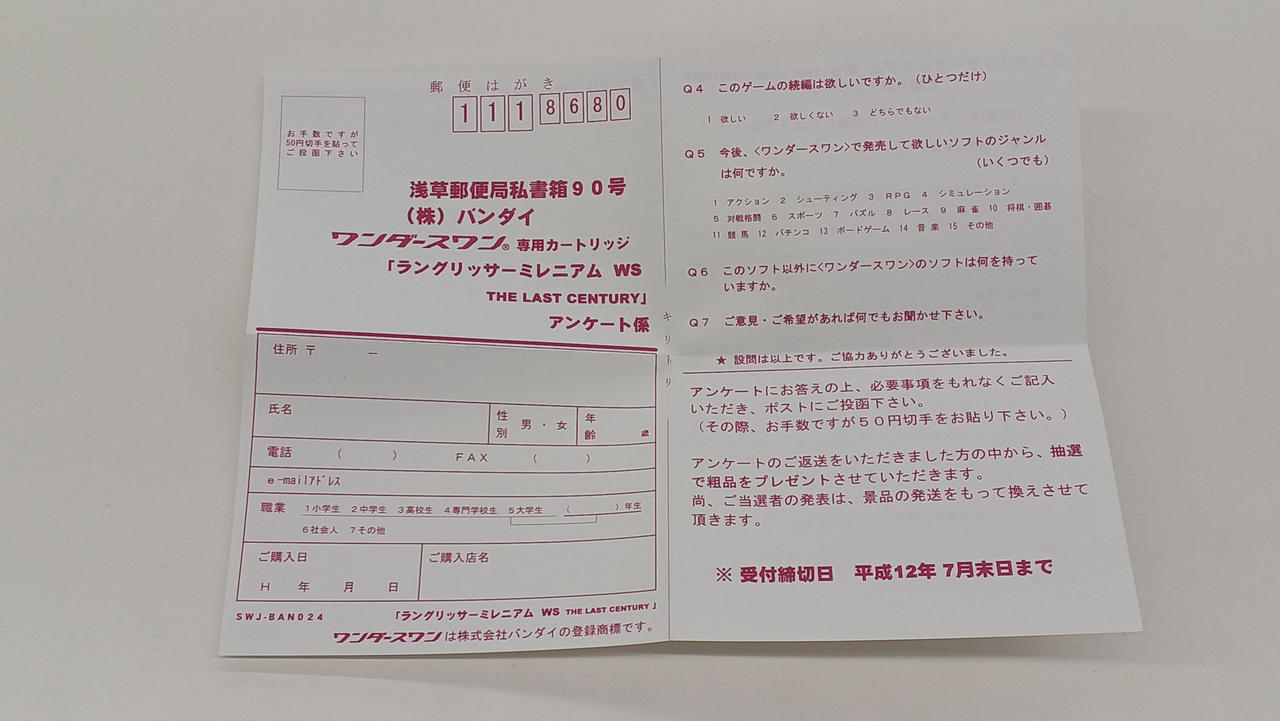 郵便はがき
1118680
お手数ですが
50円切手を貼って
ご投函下さい
浅草郵便局私書箱90号
(株)バンダイ
ワンダースワン® 専用カートリッジ
「ラングリッサーミレニアム WS
THE LAST CENTURY」
アンケート係
住所 〒 ー
氏名
性別 男・女
年齢 歳
電話 ( ) FAX ( )
e-mailアドレス
職業 1小学生 2中学生 3高校生 4専門学校生 5大学生 ( )年生
6社会人 7その他
ご購入日
H 年 月 日
ご購入店名
SWJ-BAN024
「ラングリッサーミレニアム WS THE LAST CENTURY」
ワンダースワンは株式会社バンダイの登録商標です。
キリトリ
Q4 このゲームの続編は欲しいですか。(ひとつだけ)
1 欲しい 2 欲しくない 3 どちらでもない
Q5 今後、<ワンダースワン>で発売して欲しいソフトのジャンル
は何ですか。 (いくつでも)
1 アクション 2 シューティング 3 RPG 4 シミュレーション
5 対戦格闘 6 スポーツ 7 パズル 8 レース 9 麻雀 10 将棋・囲碁
11 競馬 12 パチンコ 13 ボードゲーム 14 音楽 15 その他
Q6 このソフト以外に<ワンダースワン>のソフトは何を持って
いますか。
Q7 ご意見・ご希望があれば何でもお聞かせ下さい。
★ 設問は以上です。ご協力ありがとうございました。
アンケートにお答えの上、必要事項をもれなくご記入
いただき、ポストにご投函下さい。
(その際、お手数ですが50円切手をお貼り下さい。)
アンケートのご返送をいただきました方の中から、抽選
で粗品をプレゼントさせていただきます。
尚、ご当選者の発表は、景品の発送をもって換えさせて
頂きます。
※ 受付締切日 平成12年 7月末日まで